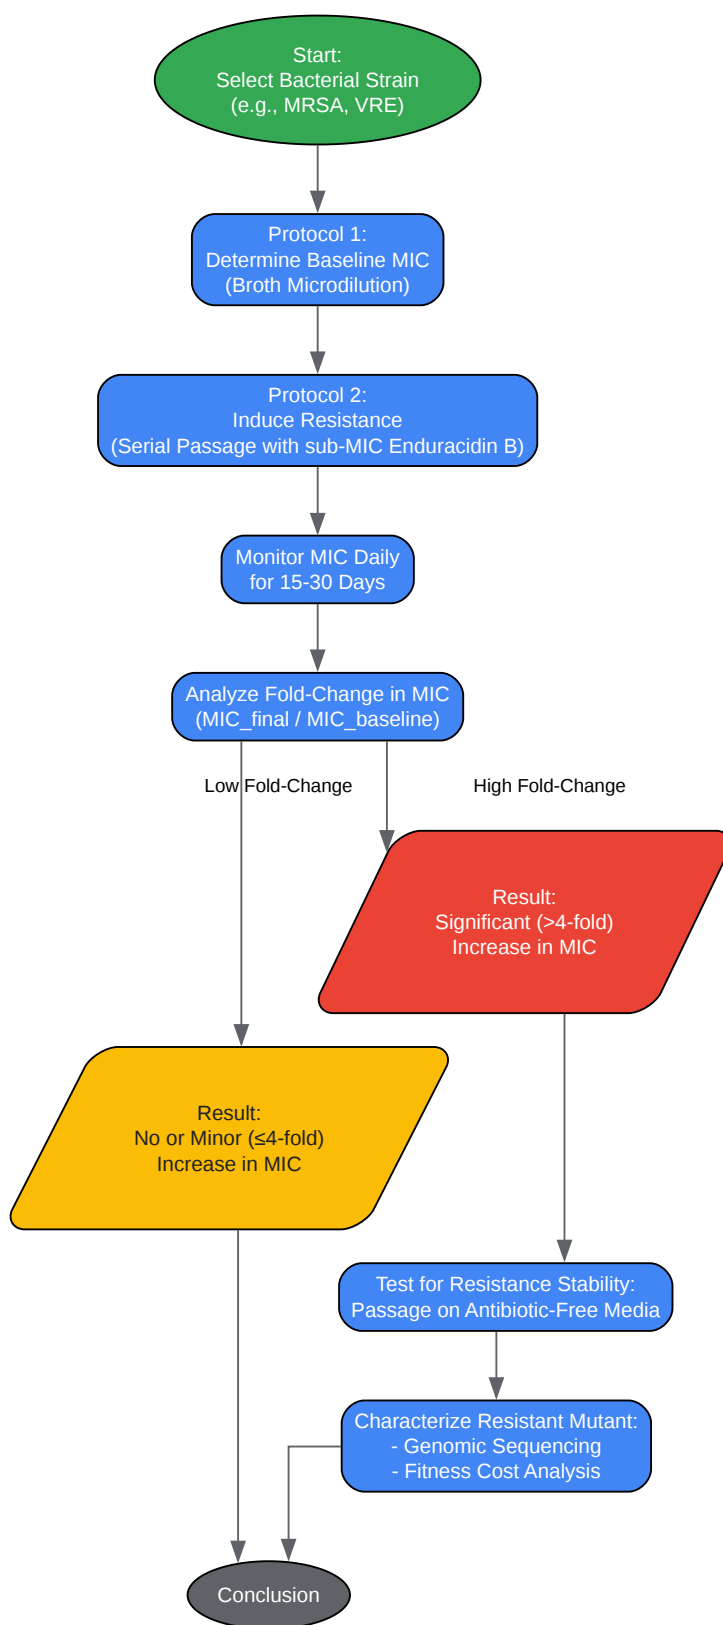 Start:
Select Bacterial Strain
(e.g., MRSA, VRE)
Protocol 1:
Determine Baseline MIC
(Broth Microdilution)
Protocol 2:
Induce Resistance
(Serial Passage with sub-MIC Enduracidin B)
Monitor MIC Daily
for 15-30 Days
Analyze Fold-Change in MIC
(MIC_final / MIC_baseline)
Low Fold-Change
High Fold-Change
Result:
Significant (>4-fold)
Increase in MIC
Result:
No or Minor (≤4-fold)
Increase in MIC
Test for Resistance Stability:
Passage on Antibiotic-Free Media
Characterize Resistant Mutant:
- Genomic Sequencing
- Fitness Cost Analysis
Conclusion